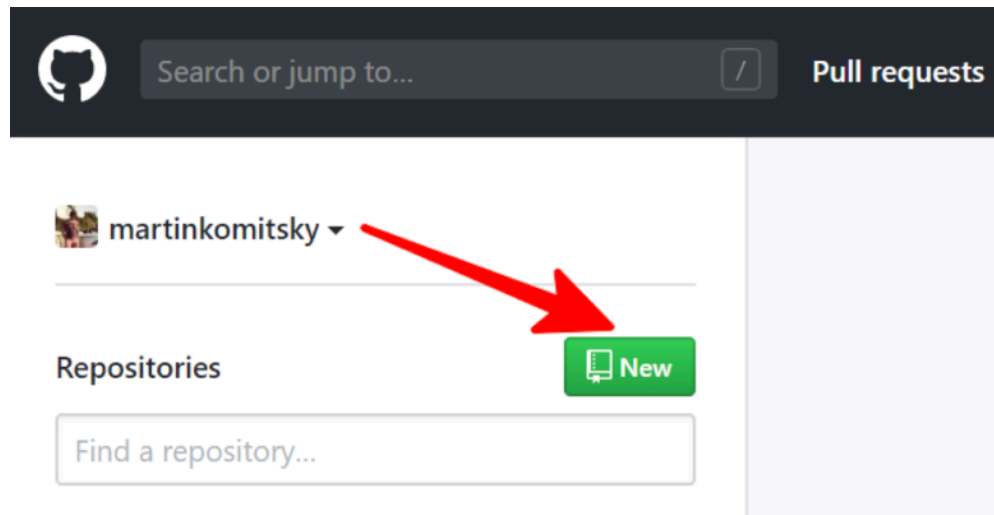 Search or jump to...
/
Pull requests
martinkomitsky
Repositories
New
Find a repository...